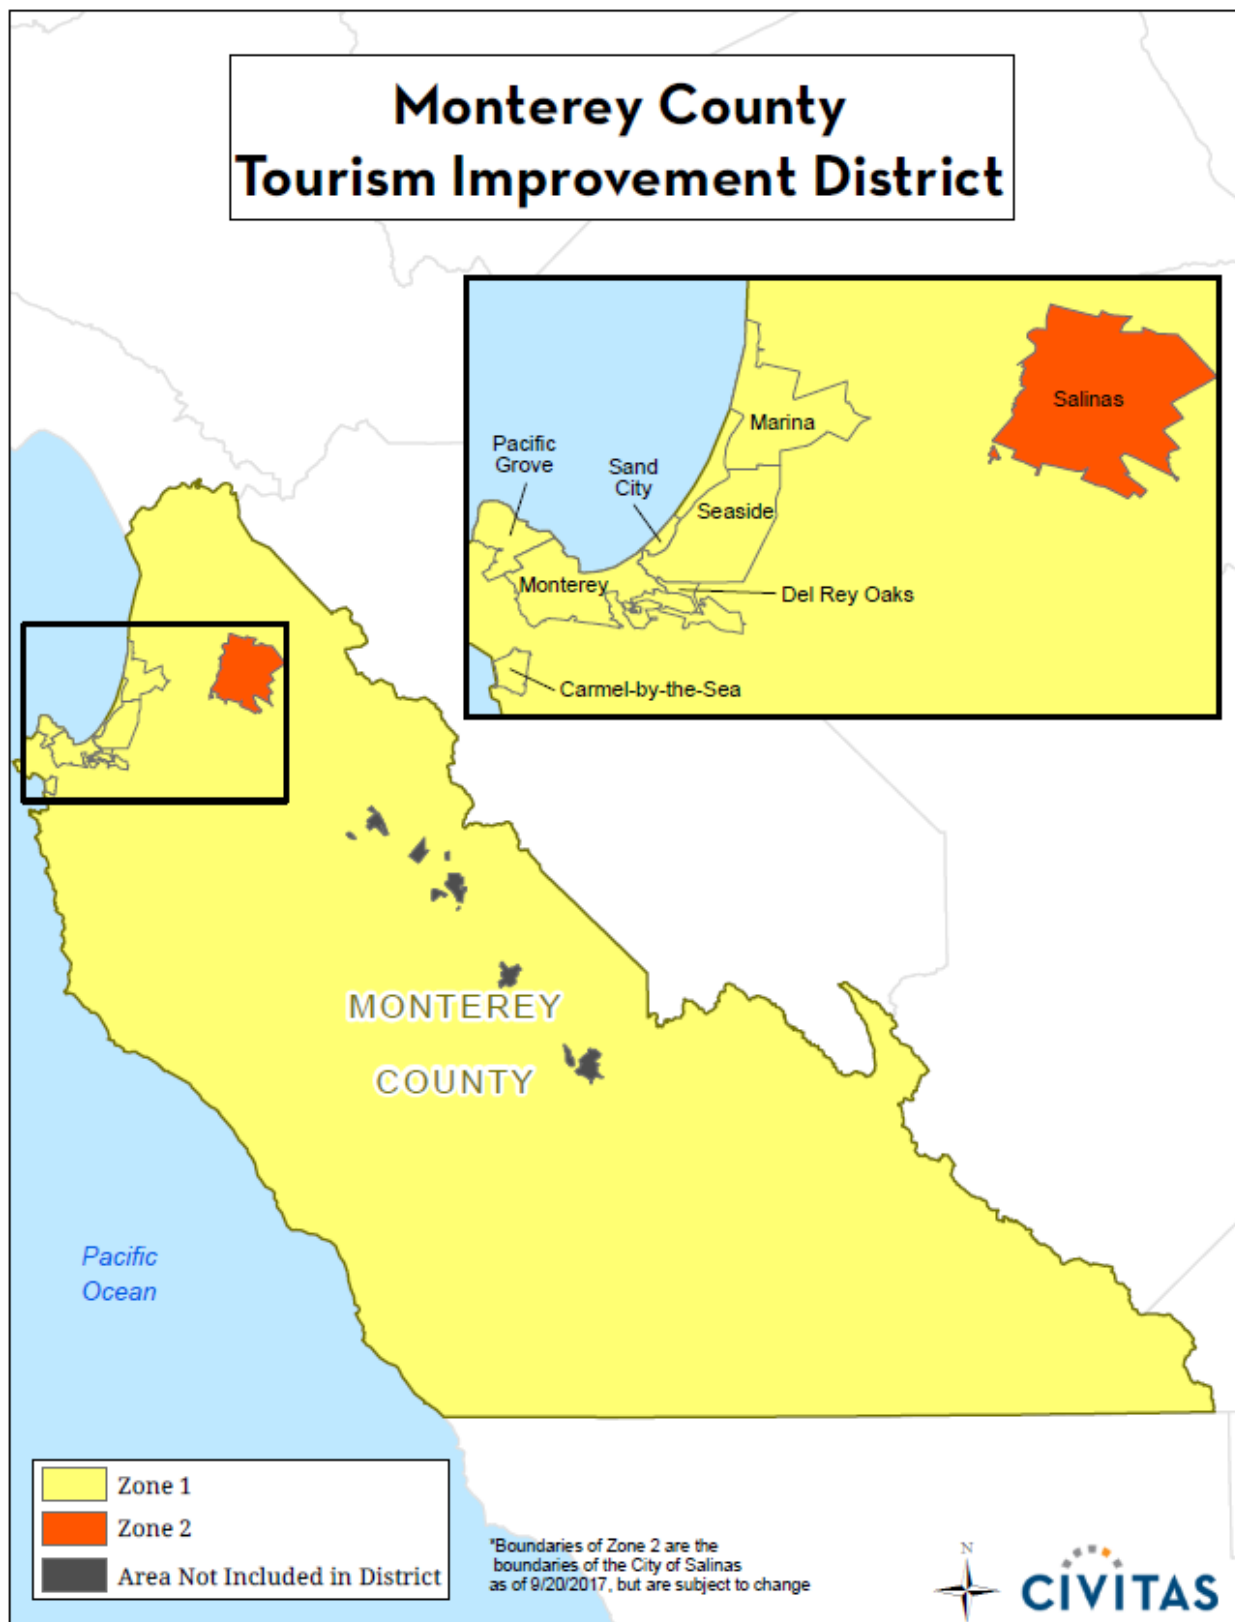 Monterey County
Tourism Improvement District
Salinas
Marina
Pacific
Grove
Sand
City
Seaside
Monterey
Del Rey Oaks
Carmel-by-the-Sea
MONTEREY
COUNTY
Pacific
Ocean
Zone 1
Zone 2
Area Not Included in District
*Boundaries of Zone 2 are the
boundaries of the City of Salinas
as of 9/20/2017, but are subject to change
N
CIVITAS